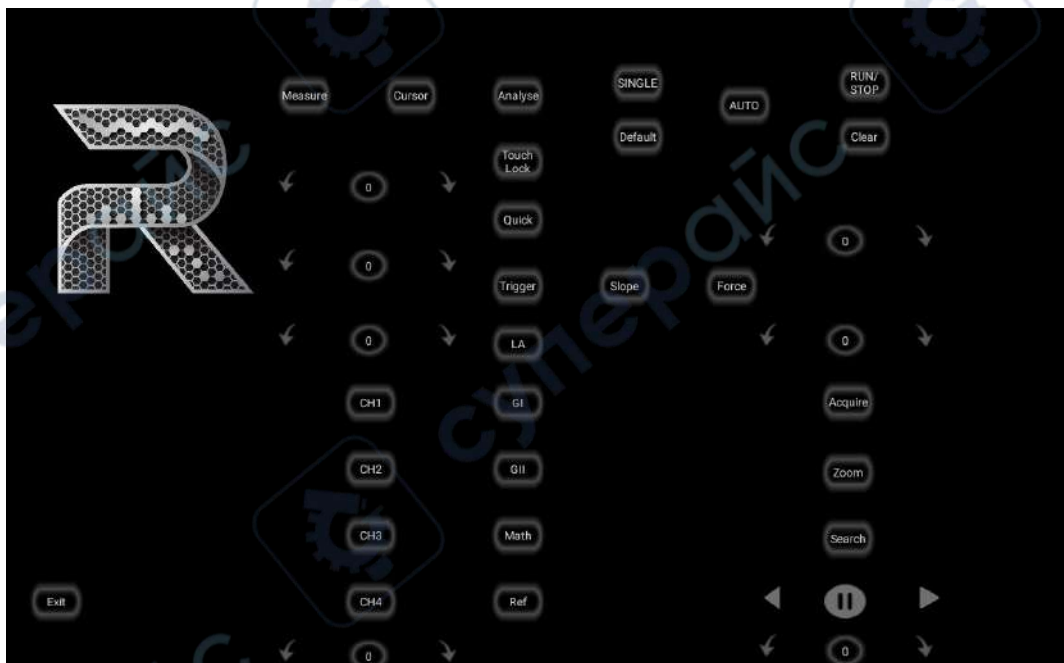 SINGLE
RUN/
STOP
Measure
Cursor
Analyse
AUTO
Default
Clear
Touch
Lock
0
Quick
0
0
Trigger
Slope
Force
0
LA
0
CH1
GI
Acquire
CH2
GII
Zoom
CH3
Math
Search
Exit
CH4
Ref
0
0
суперайс